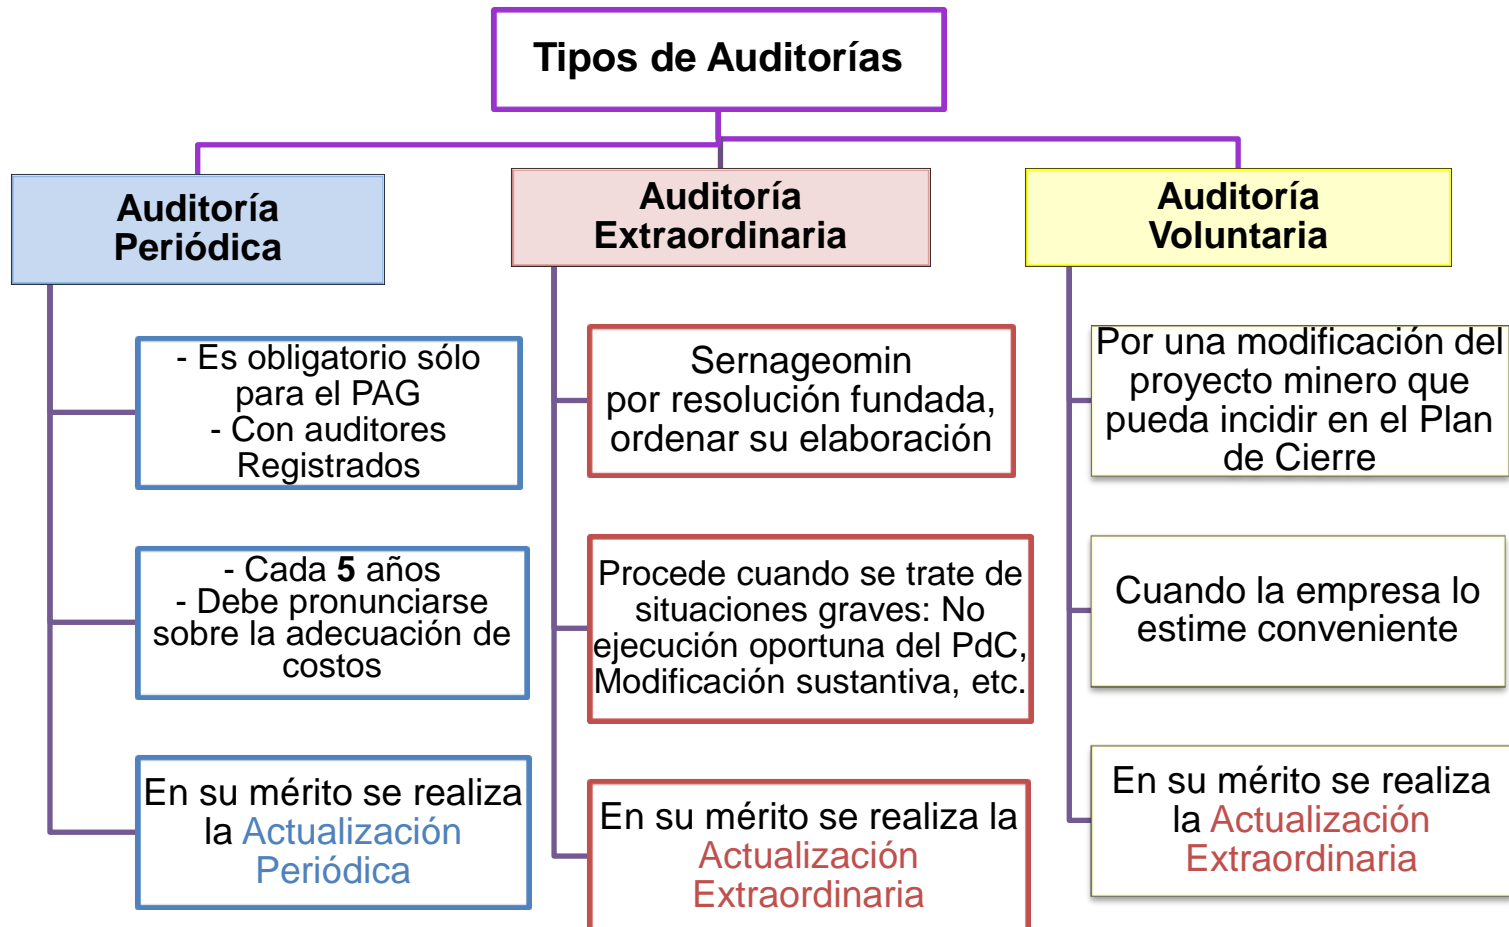 Tipos de Auditorías
Auditoría
Periódica
- Es obligatorio sólo
para el PAG
- Con auditores
Registrados
- Cada 5 años
- Debe pronunciarse
sobre la adecuación de
costos
En su mérito se realiza
la Actualización
Periódica
Auditoría
Extraordinaria
Sernageomin
por resolución fundada,
ordenar su elaboración
Procede cuando se trate de
situaciones graves: No
ejecución oportuna del PdC,
Modificación sustantiva, etc.
En su mérito se realiza la
Actualización
Extraordinaria
Auditoría
Voluntaria
Por una modificación del
proyecto minero que
pueda incidir en el Plan
de Cierre
Cuando la empresa lo
estime conveniente
En su mérito se realiza
la Actualización
Extraordinaria